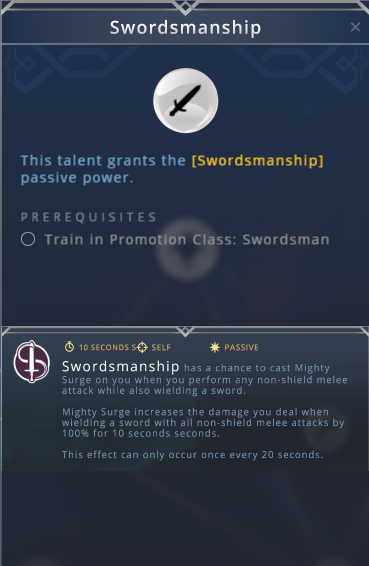 Swordsmanship
This talent grants the [Swordsmanship]
passive power.
PREREQUISITES
Train in Promotion Class: Swordsman
10 SECONDS S SELF PASSIVE
Swordsmanship has a chance to cast Mighty
Surge on you when you perform any non-shield melee
attack while also wielding a sword.
Mighty Surge increases the damage you deal when
wielding a sword with all non-shield melee attacks by
100% for 10 seconds seconds.
This effect can only occur once every 20 seconds.